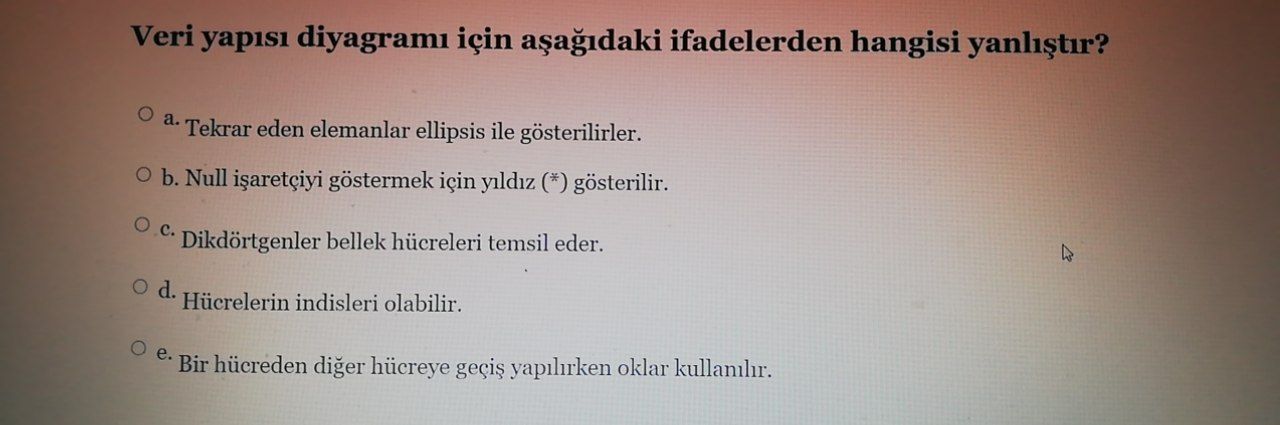 Veri yapısı diyagramı için aşağıdaki ifadelerden hangisi yanlıştır?
a. Tekrar eden elemanlar ellipsis ile gösterilirler.
b. Null işaretçiyi göstermek için yıldız (*) gösterilir.
c. Dikdörtgenler bellek hücreleri temsil eder.
d. Hücrelerin indisleri olabilir.
e. Bir hücreden diğer hücreye geçiş yapılırken oklar kullanılır.